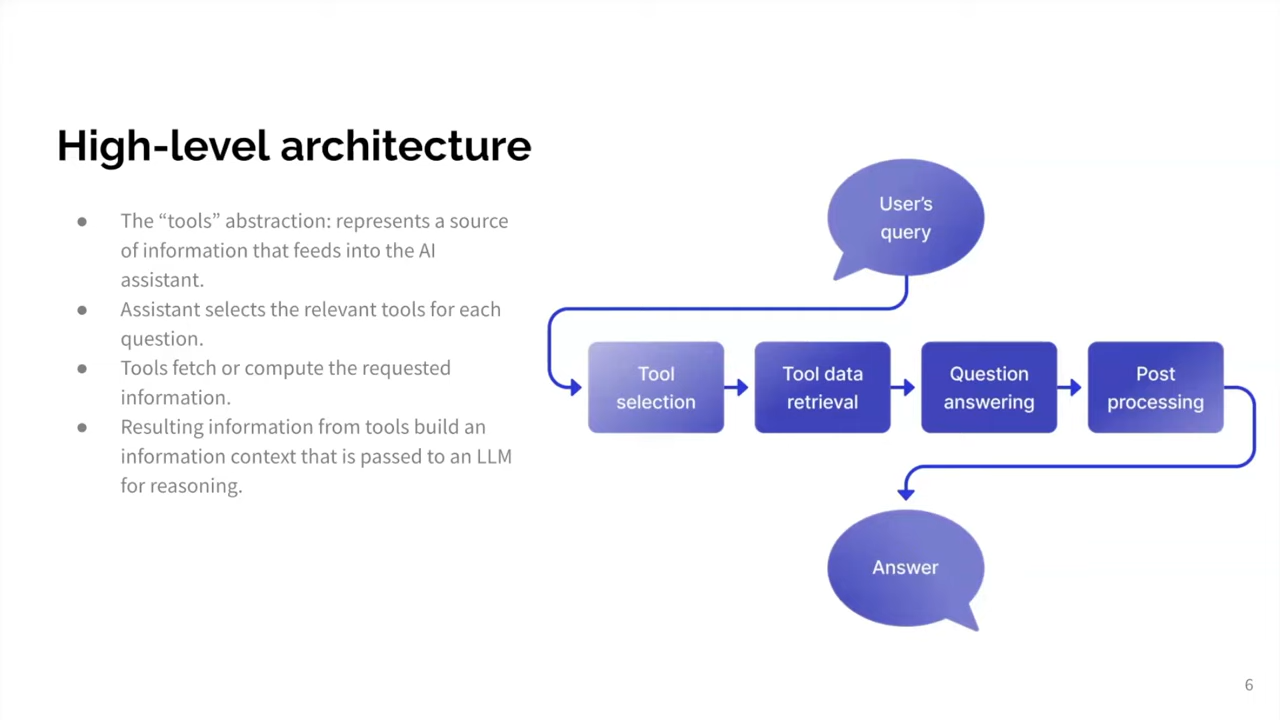 High-level architecture
● The “tools” abstraction: represents a source
of information that feeds into the AI
assistant.
● Assistant selects the relevant tools for each
question.
● Tools fetch or compute the requested
information.
● Resulting information from tools build an
information context that is passed to an LLM
for reasoning.
User’s
query
Tool
selection
Tool data
retrieval
Question
answering
Post
processing
Answer
6